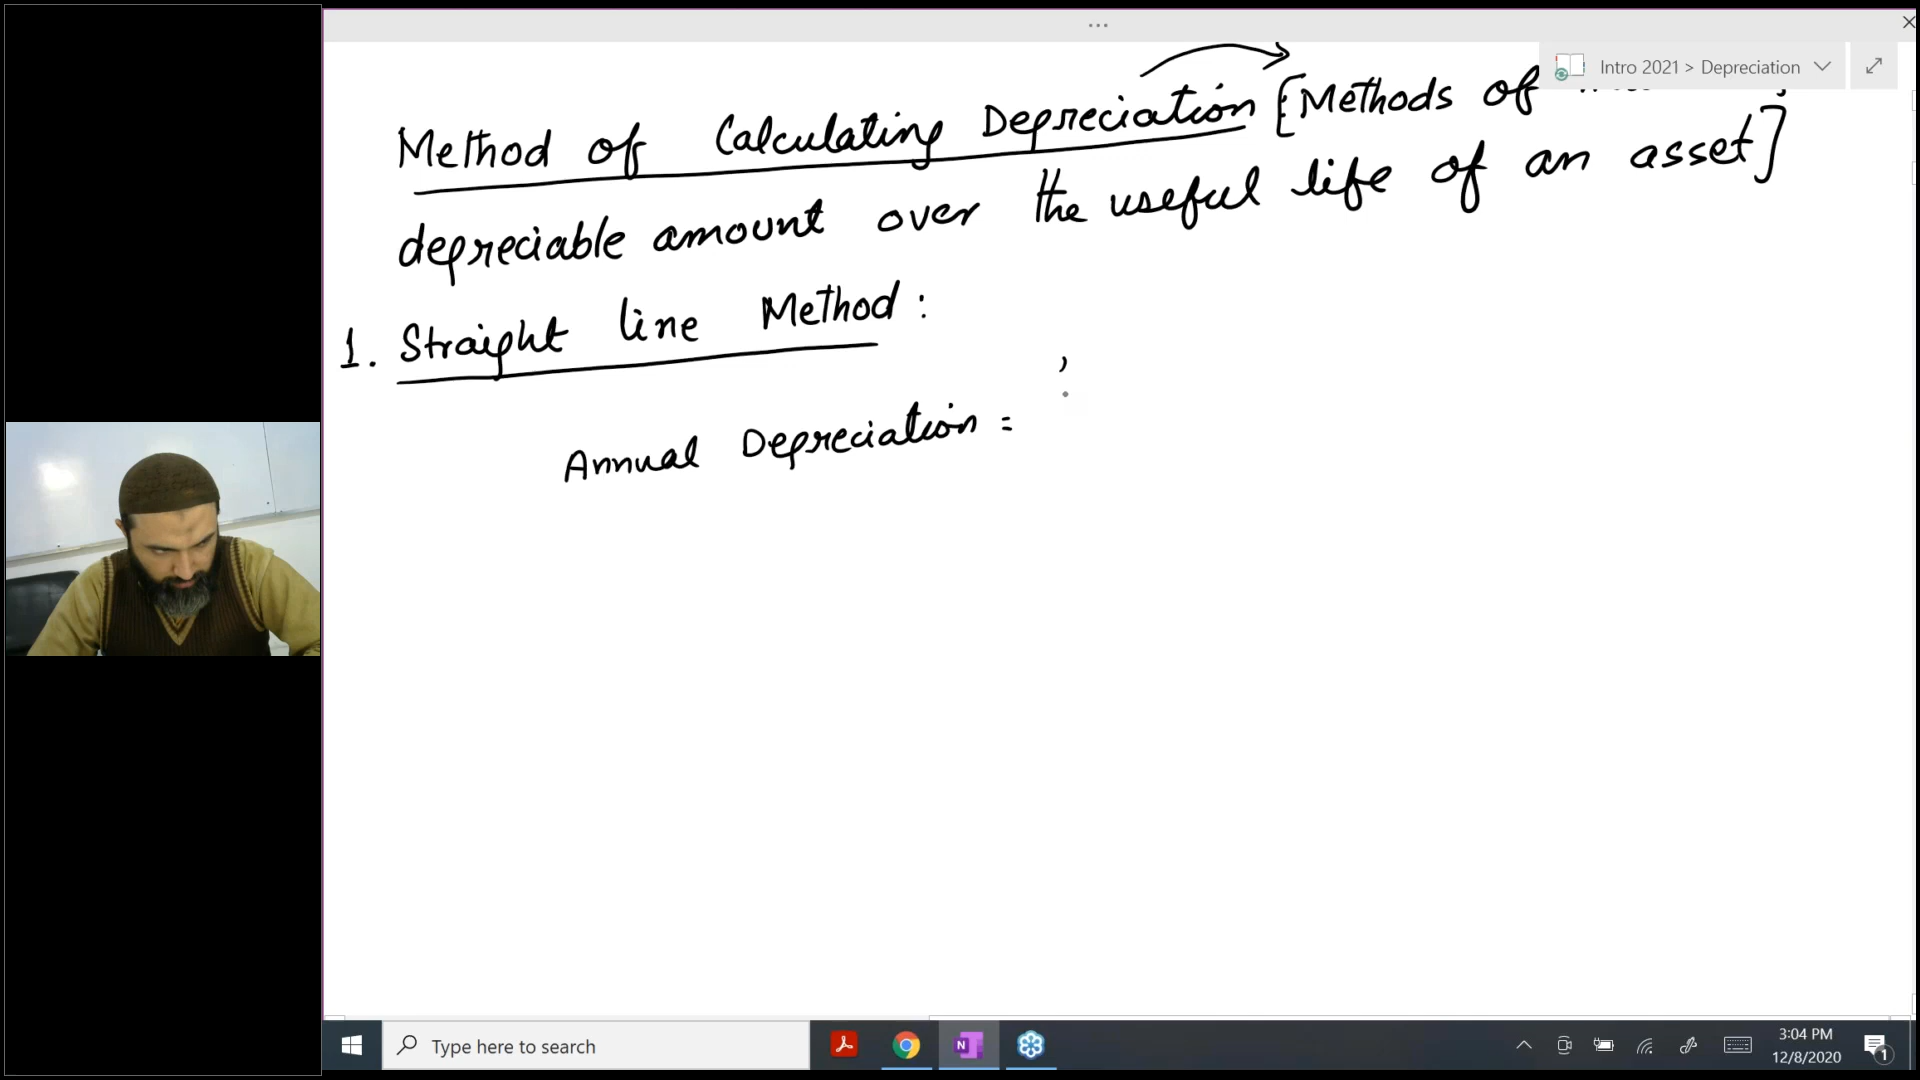 ...
Intro 2021 > Depreciation
Method of Calculating Depreciation [Methods of
depreciable amount over the useful life of an asset]
1. Straight line Method :
Annual Depreciation =
Type here to search
N
3:04 PM
12/8/2020
1